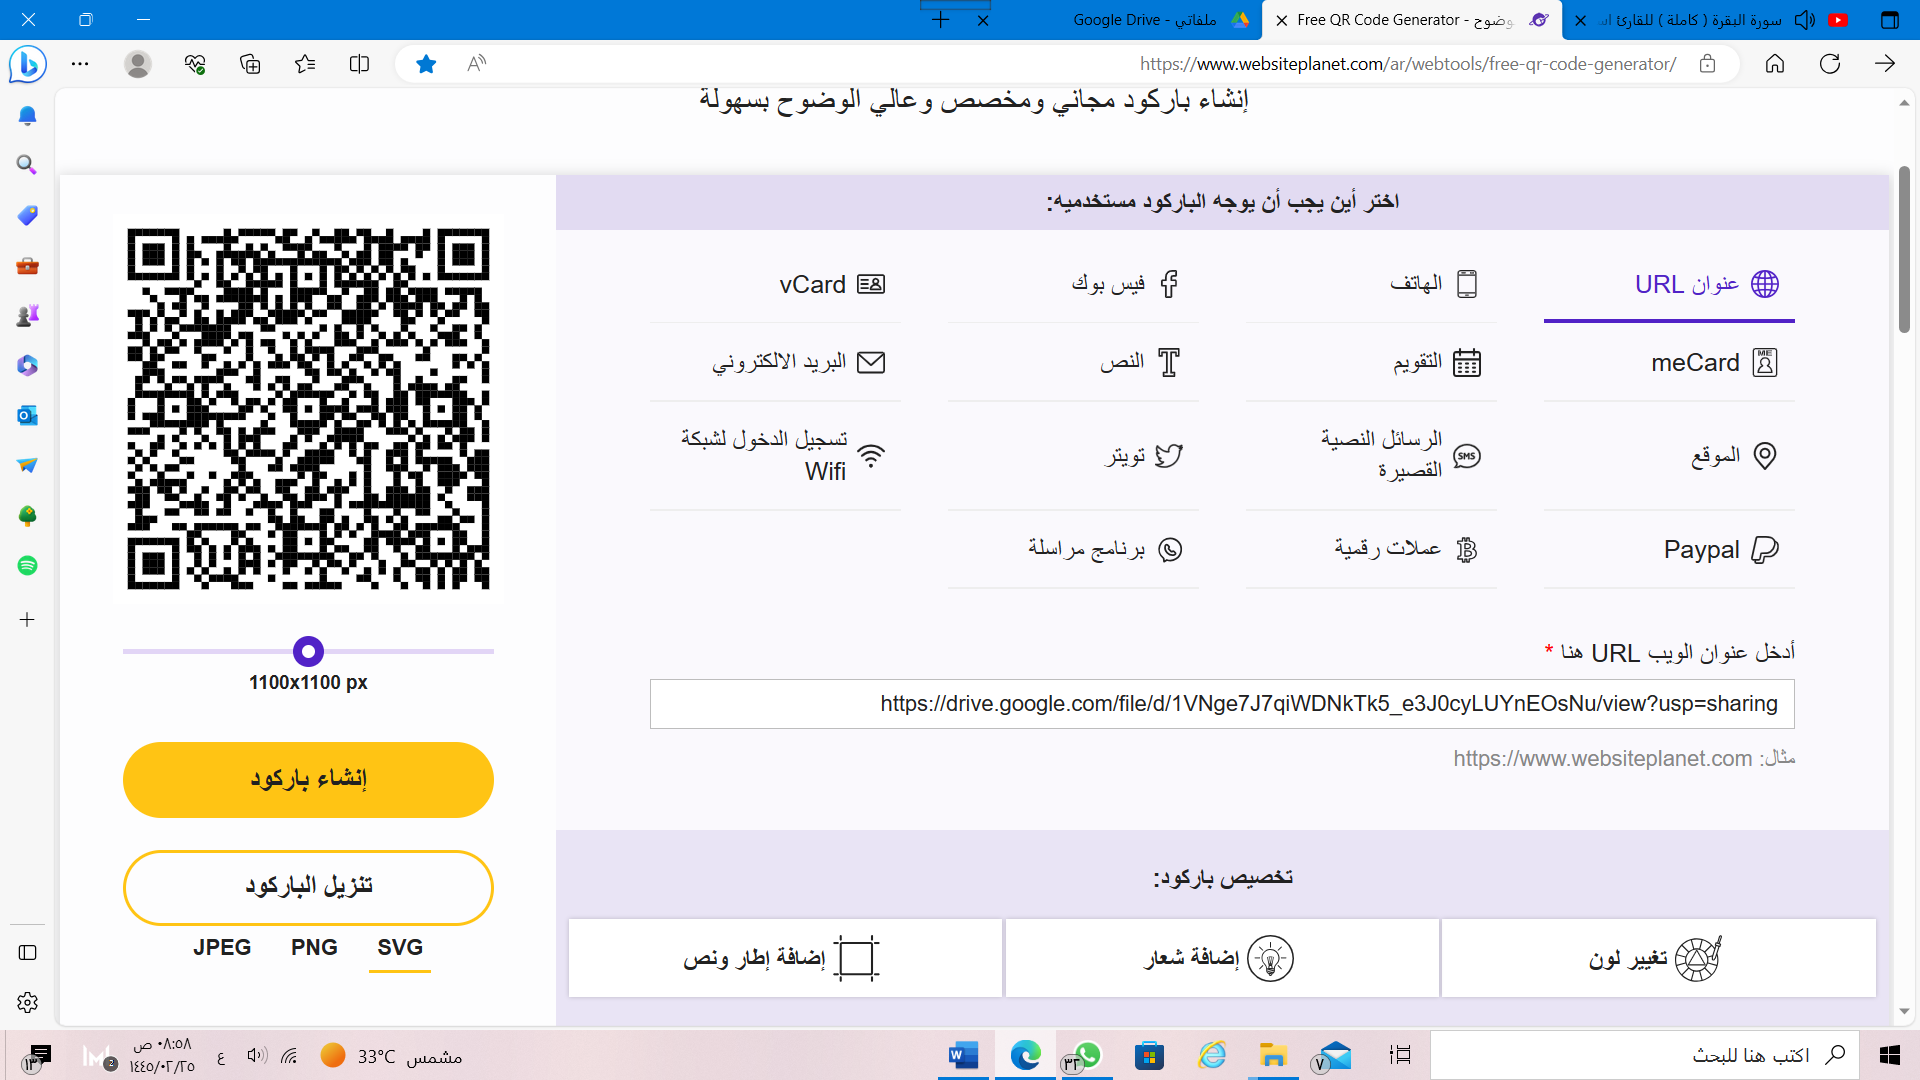 سورة البقرة ( كاملة ) للقارئ
Free QR Code Generator -
ملفاتي - Google Drive
https://www.websiteplanet.com/ar/webtools/free-qr-code-generator/
إنشاء باركود مجاني ومخصص وعالي الوضوح بسهولة
اختر أين يجب أن يوجه الباركود مستخدميه:
عنوان URL
الهاتف
فيس بوك
vCard
meCard
التقويم
النص
البريد الالكتروني
الموقع
الرسائل النصية
القصيرة
SMS
تويتر
تسجيل الدخول لشبكة
Wifi
Paypal
عملات رقمية
برنامج مراسلة
أدخل عنوان الويب URL هنا *
https://drive.google.com/file/d/1VNge7J7qiWDNkTk5_e3J0cyLUYnEOsNu/view?usp=sharing
مثال: https://www.websiteplanet.com
1100x1100 px
إنشاء باركود
تنزيل الباركود
JPEG PNG SVG
تخصيص باركود:
تغيير لون
إضافة شعار
إضافة إطار ونص
اكتب هنا للبحث
٧
٣٢
33°C مشمس
ع
٠٨:٥٨ ص
١٤٤٥/٠٢/٢٥
2
١٣